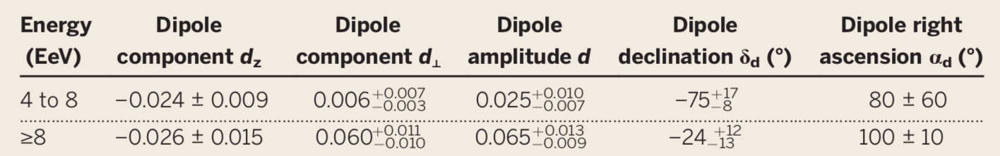 Energy Dipole Dipole Dipole Dipole Dipole right
(EeV) component d_z component d_⊥ amplitude d declination δ_d (°) ascension α_d (°)
4 to 8 −0.024 ± 0.009 0.006 +0.007 −0.003 0.025 +0.010 −0.007 −75 +17 −8 80 ± 60
≥8 −0.026 ± 0.015 0.060 +0.011 −0.010 0.065 +0.013 −0.009 −24 +12 −13 100 ± 10